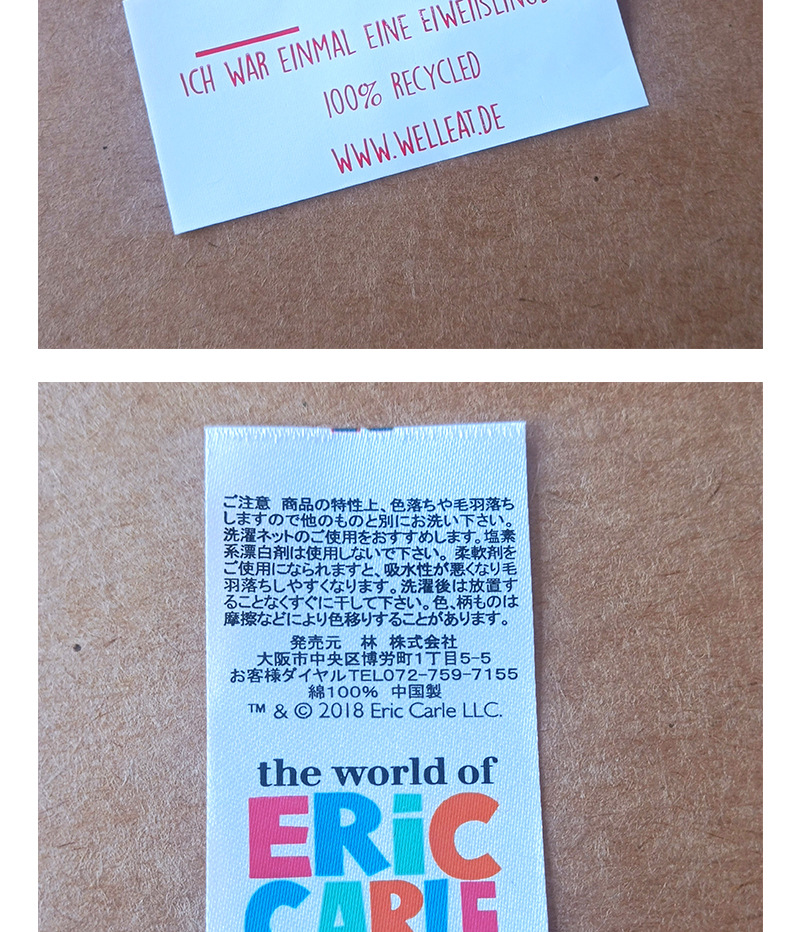 ICH WAR EINMAL EINE
100% RECYCLED
WWW.WELLEAT.DE
ご注意 商品の特性上、色落ちや毛羽落ち
しますので他のものと別にお洗い下さい。
洗濯ネットのご使用をおすすめします。塩素
系漂白剤は使用しないで下さい。柔軟剤を
ご使用になられますと、吸水性が悪くなり毛
羽落ちしやすくなります。洗濯後は放置す
ることなくすぐに干して下さい。色、柄ものは
摩擦などにより色移りすることがあります。
発売元 林 株式会社
大阪市中央区博労町1丁目5-5
お客様ダイヤルTEL072-759-7155
綿100% 中国製
™ & © 2018 Eric Carle LLC.
the world of
ERiC
CARLE